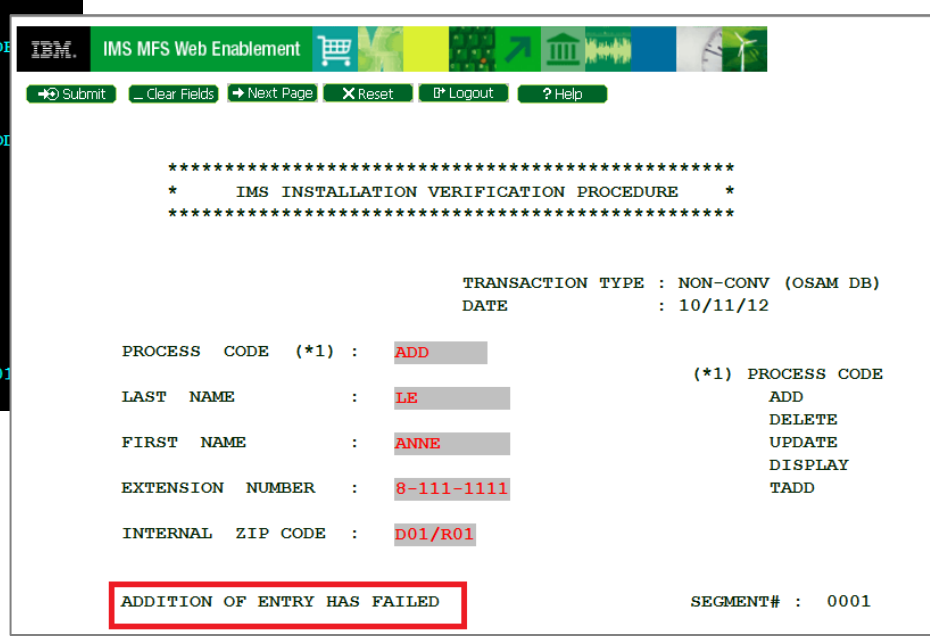 IBM. IMS MFS Web Enablement
Submit Clear Fields Next Page Reset Logout ? Help
**************************************************
* IMS INSTALLATION VERIFICATION PROCEDURE *
**************************************************
TRANSACTION TYPE : NON-CONV (OSAM DB)
DATE : 10/11/12
PROCESS CODE (*1) : ADD
(*1) PROCESS CODE
LAST NAME : LE
ADD
DELETE
FIRST NAME : ANNE
UPDATE
DISPLAY
EXTENSION NUMBER : 8-111-1111
TADD
INTERNAL ZIP CODE : D01/R01
ADDITION OF ENTRY HAS FAILED
SEGMENT# : 0001